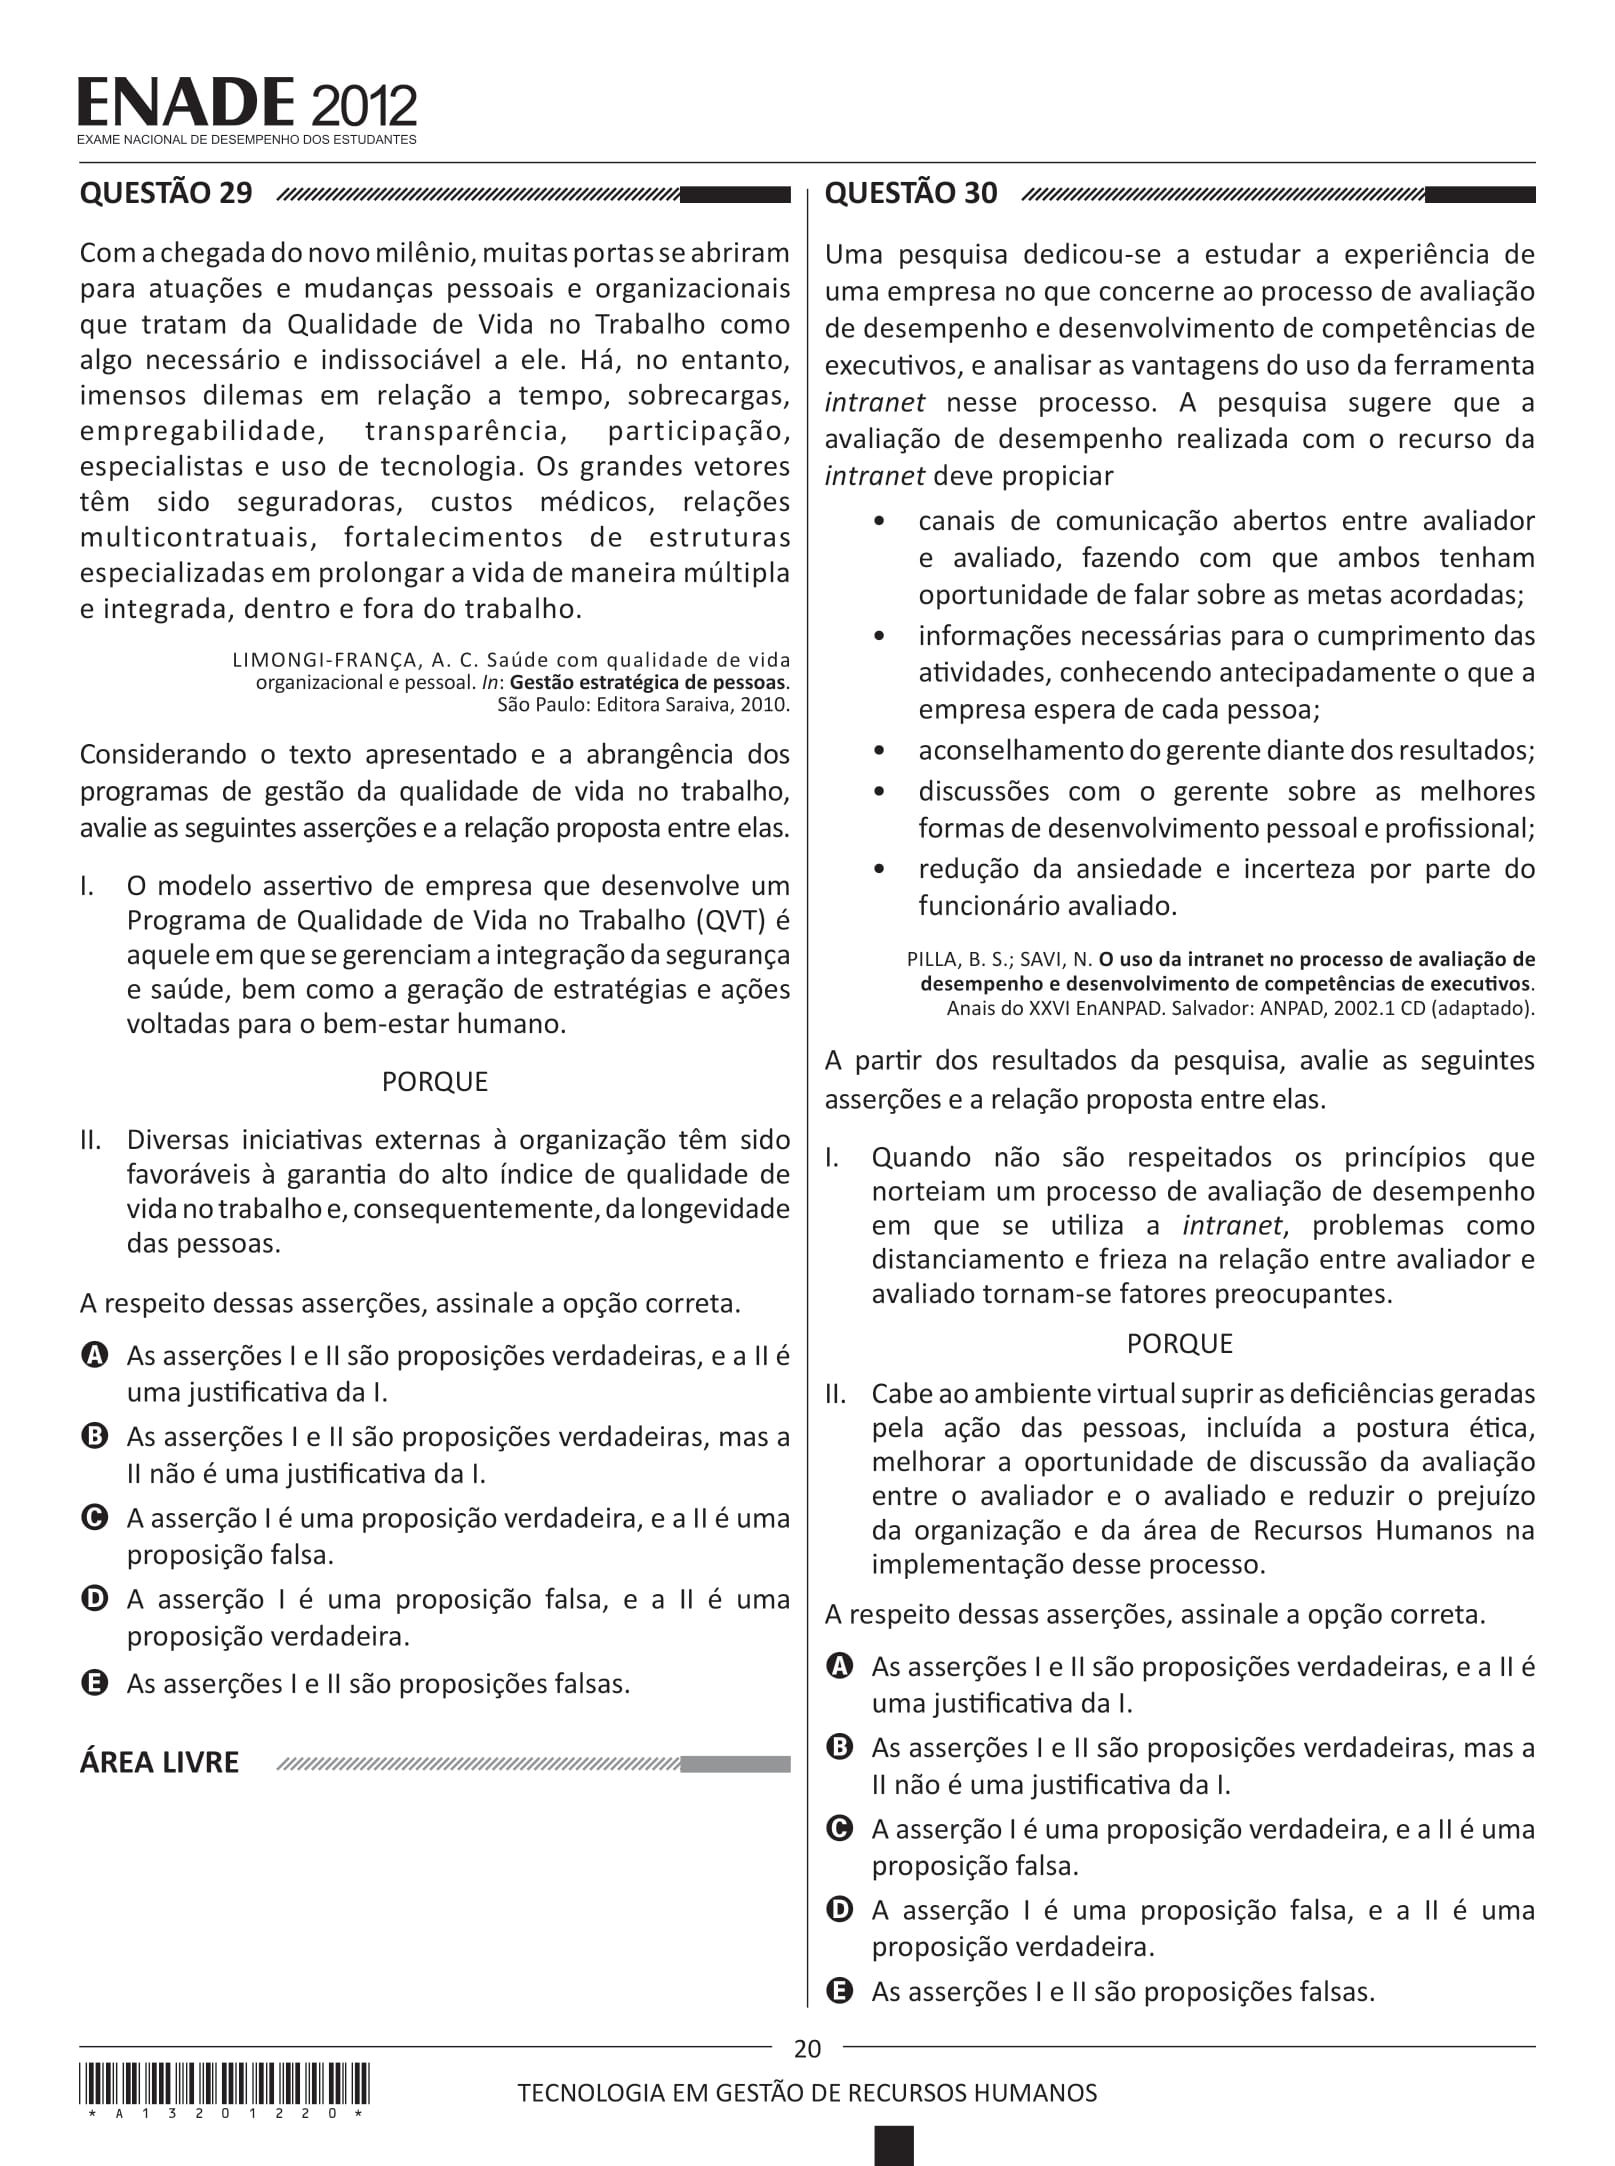 ENADE 2012
EXAME NACIONAL DE DESEMPENHO DOS ESTUDANTES
QUESTÃO 29
Com a chegada do novo milênio, muitas portas se abriram
para atuações e mudanças pessoais e organizacionais
que tratam da Qualidade de Vida no Trabalho como
algo necessário e indissociável a ele. Há, no entanto,
imensos dilemas em relação a tempo, sobrecargas,
empregabilidade, transparência, participação,
especialistas e uso de tecnologia. Os grandes vetores
têm sido seguradoras, custos médicos, relações
multicontratuais, fortalecimentos de estruturas
especializadas em prolongar a vida de maneira múltipla
e integrada, dentro e fora do trabalho.
LIMONGI-FRANÇA, A. C. Saúde com qualidade de vida
organizacional e pessoal. In: Gestão estratégica de pessoas.
São Paulo: Editora Saraiva, 2010.
Considerando o texto apresentado e a abrangência dos
programas de gestão da qualidade de vida no trabalho,
avalie as seguintes asserções e a relação proposta entre elas.
I. O modelo assertivo de empresa que desenvolve um
Programa de Qualidade de Vida no Trabalho (QVT) é
aquele em que se gerenciam a integração da segurança
e saúde, bem como a geração de estratégias e ações
voltadas para o bem-estar humano.
PORQUE
II. Diversas iniciativas externas à organização têm sido
favoráveis à garantia do alto índice de qualidade de
vida no trabalho e, consequentemente, da longevidade
das pessoas.
A respeito dessas asserções, assinale a opção correta.
A As asserções I e II são proposições verdadeiras, e a II é
uma justificativa da I.
B As asserções I e II são proposições verdadeiras, mas a
II não é uma justificativa da I.
C A asserção I é uma proposição verdadeira, e a II é uma
proposição falsa.
D A asserção I é uma proposição falsa, e a II é uma
proposição verdadeira.
E As asserções I e II são proposições falsas.
ÁREA LIVRE
QUESTÃO 30
Uma pesquisa dedicou-se a estudar a experiência de
uma empresa no que concerne ao processo de avaliação
de desempenho e desenvolvimento de competências de
executivos, e analisar as vantagens do uso da ferramenta
intranet nesse processo. A pesquisa sugere que a
avaliação de desempenho realizada com o recurso da
intranet deve propiciar
• canais de comunicação abertos entre avaliador
e avaliado, fazendo com que ambos tenham
oportunidade de falar sobre as metas acordadas;
• informações necessárias para o cumprimento das
atividades, conhecendo antecipadamente o que a
empresa espera de cada pessoa;
• aconselhamento do gerente diante dos resultados;
• discussões com o gerente sobre as melhores
formas de desenvolvimento pessoal e profissional;
• redução da ansiedade e incerteza por parte do
funcionário avaliado.
PILLA, B. S.; SAVI, N. O uso da intranet no processo de avaliação de
desempenho e desenvolvimento de competências de executivos.
Anais do XXVI EnANPAD. Salvador: ANPAD, 2002.1 CD (adaptado).
A partir dos resultados da pesquisa, avalie as seguintes
asserções e a relação proposta entre elas.
I. Quando não são respeitados os princípios que
norteiam um processo de avaliação de desempenho
em que se utiliza a intranet, problemas como
distanciamento e frieza na relação entre avaliador e
avaliado tornam-se fatores preocupantes.
PORQUE
II. Cabe ao ambiente virtual suprir as deficiências geradas
pela ação das pessoas, incluída a postura ética,
melhorar a oportunidade de discussão da avaliação
entre o avaliador e o avaliado e reduzir o prejuízo
da organização e da área de Recursos Humanos na
implementação desse processo.
A respeito dessas asserções, assinale a opção correta.
A As asserções I e II são proposições verdadeiras, e a II é
uma justificativa da I.
B As asserções I e II são proposições verdadeiras, mas a
II não é uma justificativa da I.
C A asserção I é uma proposição verdadeira, e a II é uma
proposição falsa.
D A asserção I é uma proposição falsa, e a II é uma
proposição verdadeira.
E As asserções I e II são proposições falsas.
20
TECNOLOGIA EM GESTÃO DE RECURSOS HUMANOS
* A 1 3 2 0 1 2 2 0 *